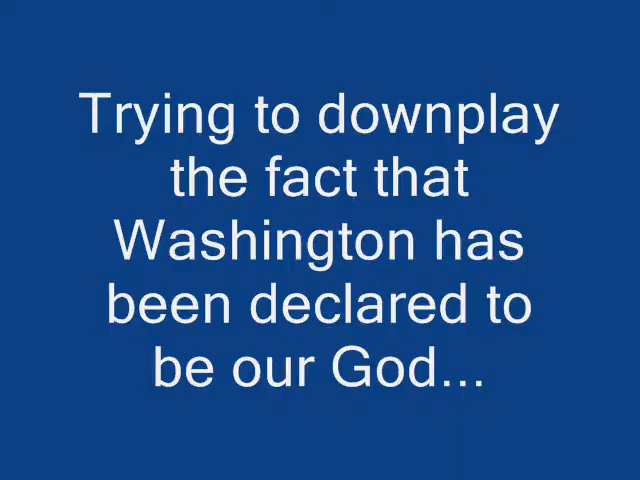 Trying to downplay
the fact that
Washington has
been declared to
be our God...